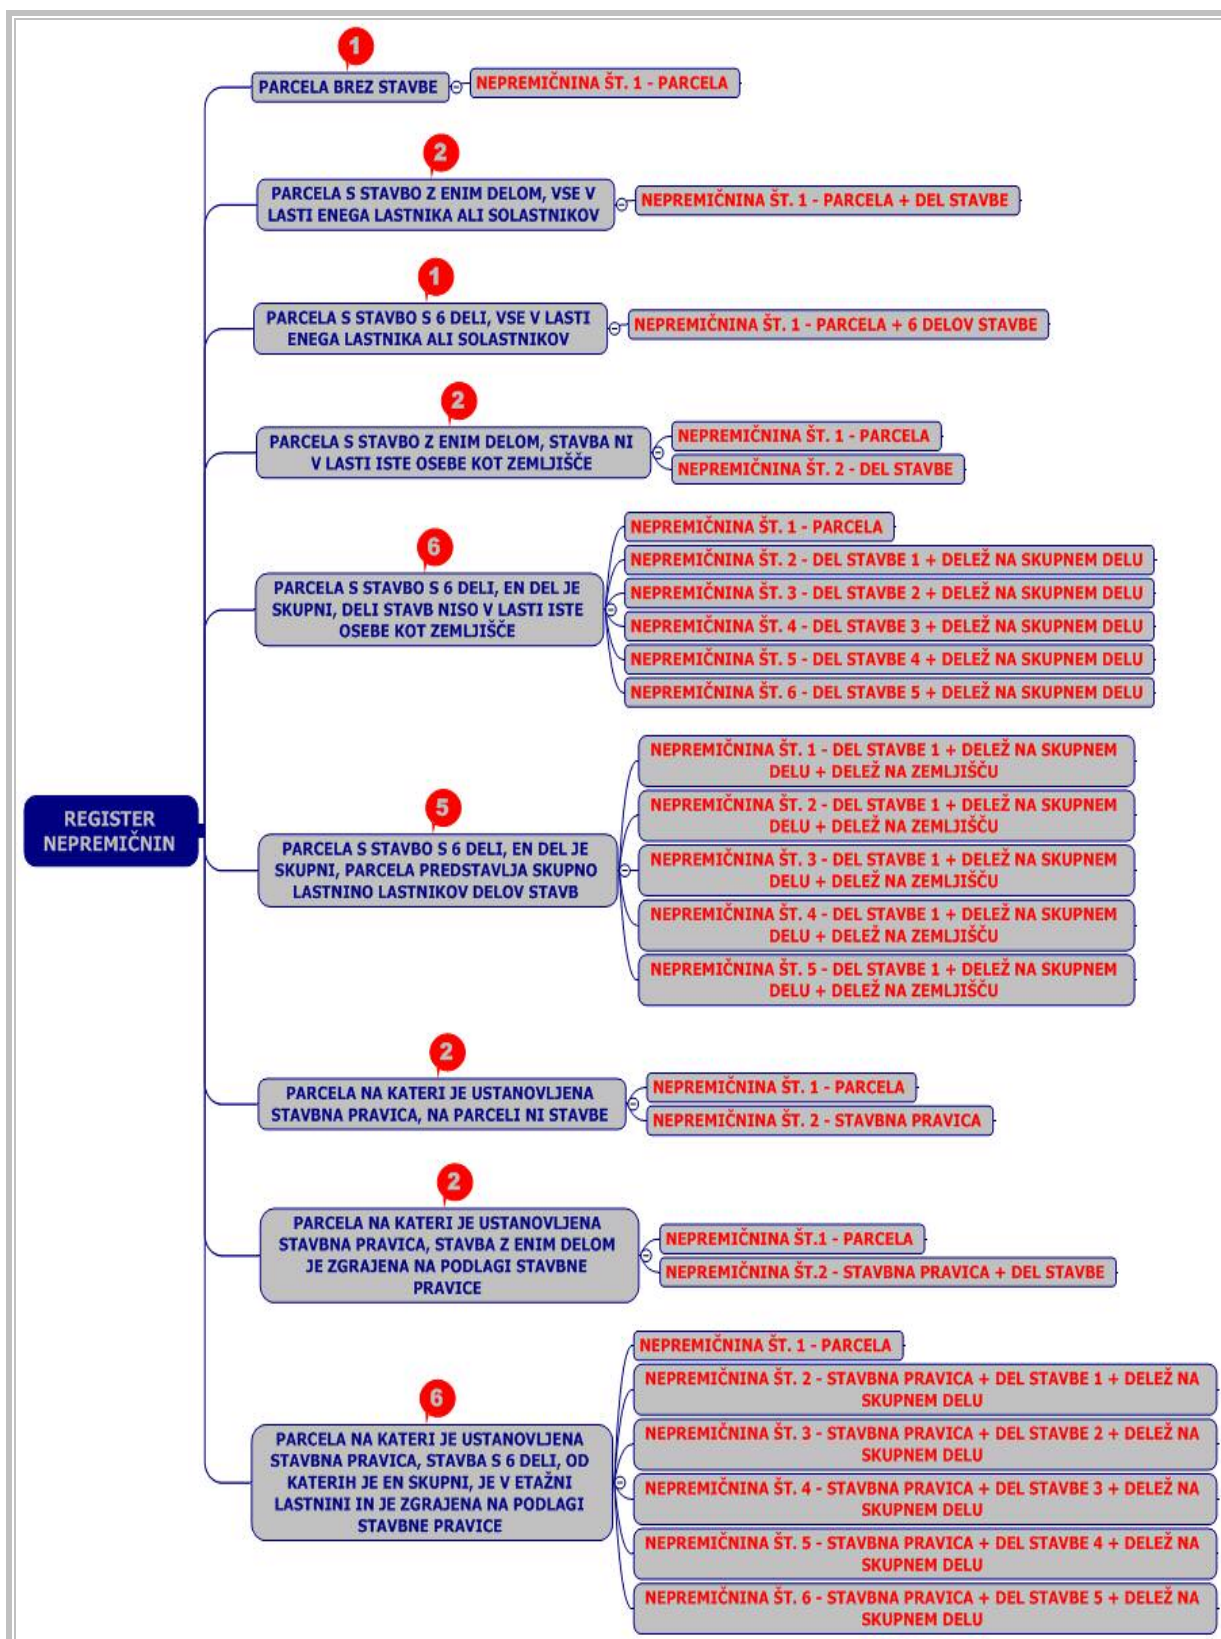 1
PARCELA BREZ STAVBE
NEPREMIČNINA ŠT. 1 - PARCELA
2
PARCELA S STAVBO Z ENIM DELOM, VSE V
LASTI ENEGA LASTNIKA ALI SOLASTNIKOV
NEPREMIČNINA ŠT. 1 - PARCELA + DEL STAVBE
1
PARCELA S STAVBO S 6 DELI, VSE V LASTI
ENEGA LASTNIKA ALI SOLASTNIKOV
NEPREMIČNINA ŠT. 1 - PARCELA + 6 DELOV STAVBE
2
PARCELA S STAVBO Z ENIM DELOM, STAVBA NI
V LASTI ISTE OSEBE KOT ZEMLJIŠČE
NEPREMIČNINA ŠT. 1 - PARCELA
NEPREMIČNINA ŠT. 2 - DEL STAVBE
6
PARCELA S STAVBO S 6 DELI, EN DEL JE
SKUPNI, DELI STAVB NISO V LASTI ISTE
OSEBE KOT ZEMLJIŠČE
NEPREMIČNINA ŠT. 1 - PARCELA
NEPREMIČNINA ŠT. 2 - DEL STAVBE 1 + DELEŽ NA SKUPNEM DELU
NEPREMIČNINA ŠT. 3 - DEL STAVBE 2 + DELEŽ NA SKUPNEM DELU
NEPREMIČNINA ŠT. 4 - DEL STAVBE 3 + DELEŽ NA SKUPNEM DELU
NEPREMIČNINA ŠT. 5 - DEL STAVBE 4 + DELEŽ NA SKUPNEM DELU
NEPREMIČNINA ŠT. 6 - DEL STAVBE 5 + DELEŽ NA SKUPNEM DELU
REGISTER
NEPREMIČNIN
5
PARCELA S STAVBO S 6 DELI, EN DEL JE
SKUPNI, PARCELA PREDSTAVLJA SKUPNO
LASTNINO LASTNIKOV DELOV STAVB
NEPREMIČNINA ŠT. 1 - DEL STAVBE 1 + DELEŽ NA SKUPNEM
DELU + DELEŽ NA ZEMLJIŠČU
NEPREMIČNINA ŠT. 2 - DEL STAVBE 1 + DELEŽ NA SKUPNEM
DELU + DELEŽ NA ZEMLJIŠČU
NEPREMIČNINA ŠT. 3 - DEL STAVBE 1 + DELEŽ NA SKUPNEM
DELU + DELEŽ NA ZEMLJIŠČU
NEPREMIČNINA ŠT. 4 - DEL STAVBE 1 + DELEŽ NA SKUPNEM
DELU + DELEŽ NA ZEMLJIŠČU
NEPREMIČNINA ŠT. 5 - DEL STAVBE 1 + DELEŽ NA SKUPNEM
DELU + DELEŽ NA ZEMLJIŠČU
2
PARCELA NA KATERI JE USTANOVLJENA
STAVBNA PRAVICA, NA PARCELI NI STAVBE
NEPREMIČNINA ŠT. 1 - PARCELA
NEPREMIČNINA ŠT. 2 - STAVBNA PRAVICA
2
PARCELA NA KATERI JE USTANOVLJENA
STAVBNA PRAVICA, STAVBA Z ENIM DELOM
JE ZGRAJENA NA PODLAGI STAVBNE
PRAVICE
NEPREMIČNINA ŠT.1 - PARCELA
NEPREMIČNINA ŠT.2 - STAVBNA PRAVICA + DEL STAVBE
6
PARCELA NA KATERI JE USTANOVLJENA
STAVBNA PRAVICA, STAVBA S 6 DELI, OD
KATERIH JE EN SKUPNI, JE V ETAŽNI
LASTNINI IN JE ZGRAJENA NA PODLAGI
STAVBNE PRAVICE
NEPREMIČNINA ŠT. 1 - PARCELA
NEPREMIČNINA ŠT. 2 - STAVBNA PRAVICA + DEL STAVBE 1 + DELEŽ NA
SKUPNEM DELU
NEPREMIČNINA ŠT. 3 - STAVBNA PRAVICA + DEL STAVBE 2 + DELEŽ NA
SKUPNEM DELU
NEPREMIČNINA ŠT. 4 - STAVBNA PRAVICA + DEL STAVBE 3 + DELEŽ NA
SKUPNEM DELU
NEPREMIČNINA ŠT. 5 - STAVBNA PRAVICA + DEL STAVBE 4 + DELEŽ NA
SKUPNEM DELU
NEPREMIČNINA ŠT. 6 - STAVBNA PRAVICA + DEL STAVBE 5 + DELEŽ NA
SKUPNEM DELU